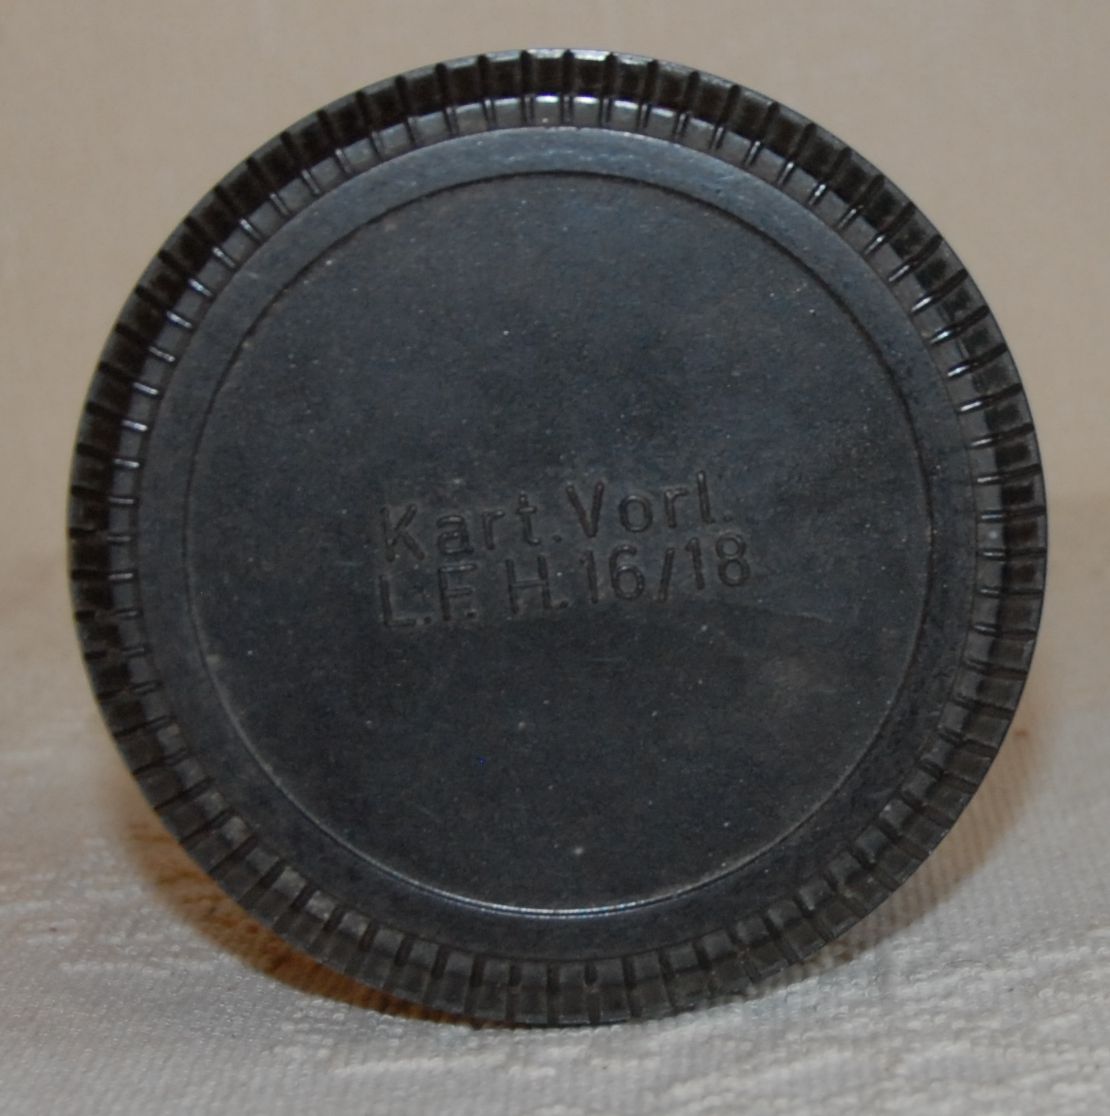 Kart. Vorl.
L.F. H. 16/18